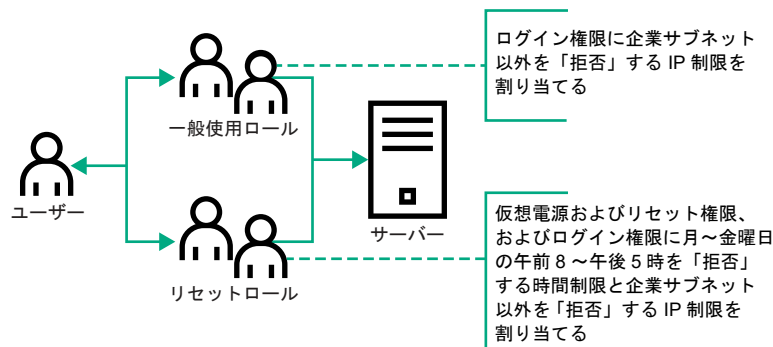 ログイン権限に企業サブネット
以外を「拒否」する IP 制限を
割り当てる
一般使用ロール
ユーザー
サーバー
リセットロール
仮想電源およびリセット権限、
およびログイン権限に月～金曜日
の午前 8 ～午後 5 時を「拒否」
する時間制限と企業サブネット
以外を「拒否」する IP 制限を
割り当てる